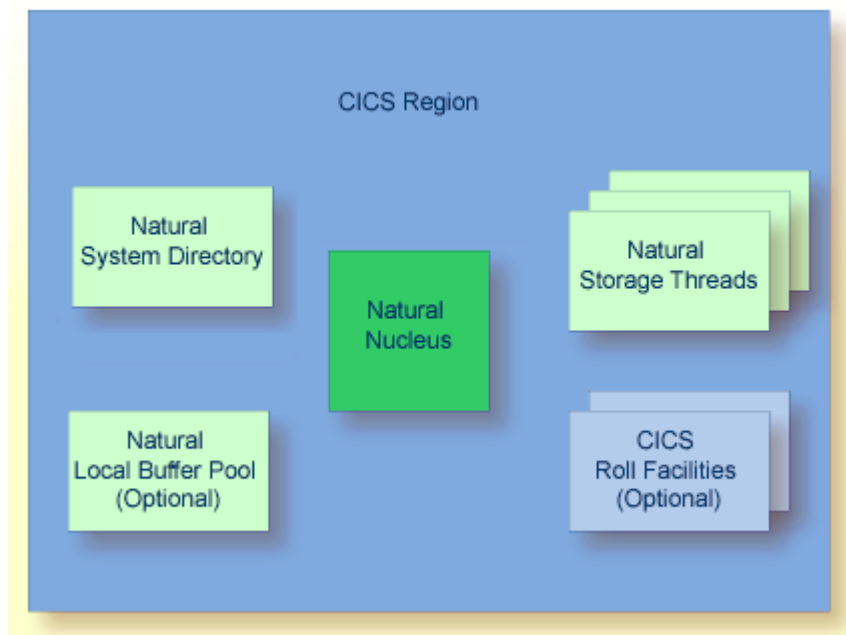 CICS Region
Natural
System Directory
Natural
Nucleus
Natural
Storage Threads
Natural
Local Buffer Pool
(Optional)
CICS
Roll Facilities
(Optional)